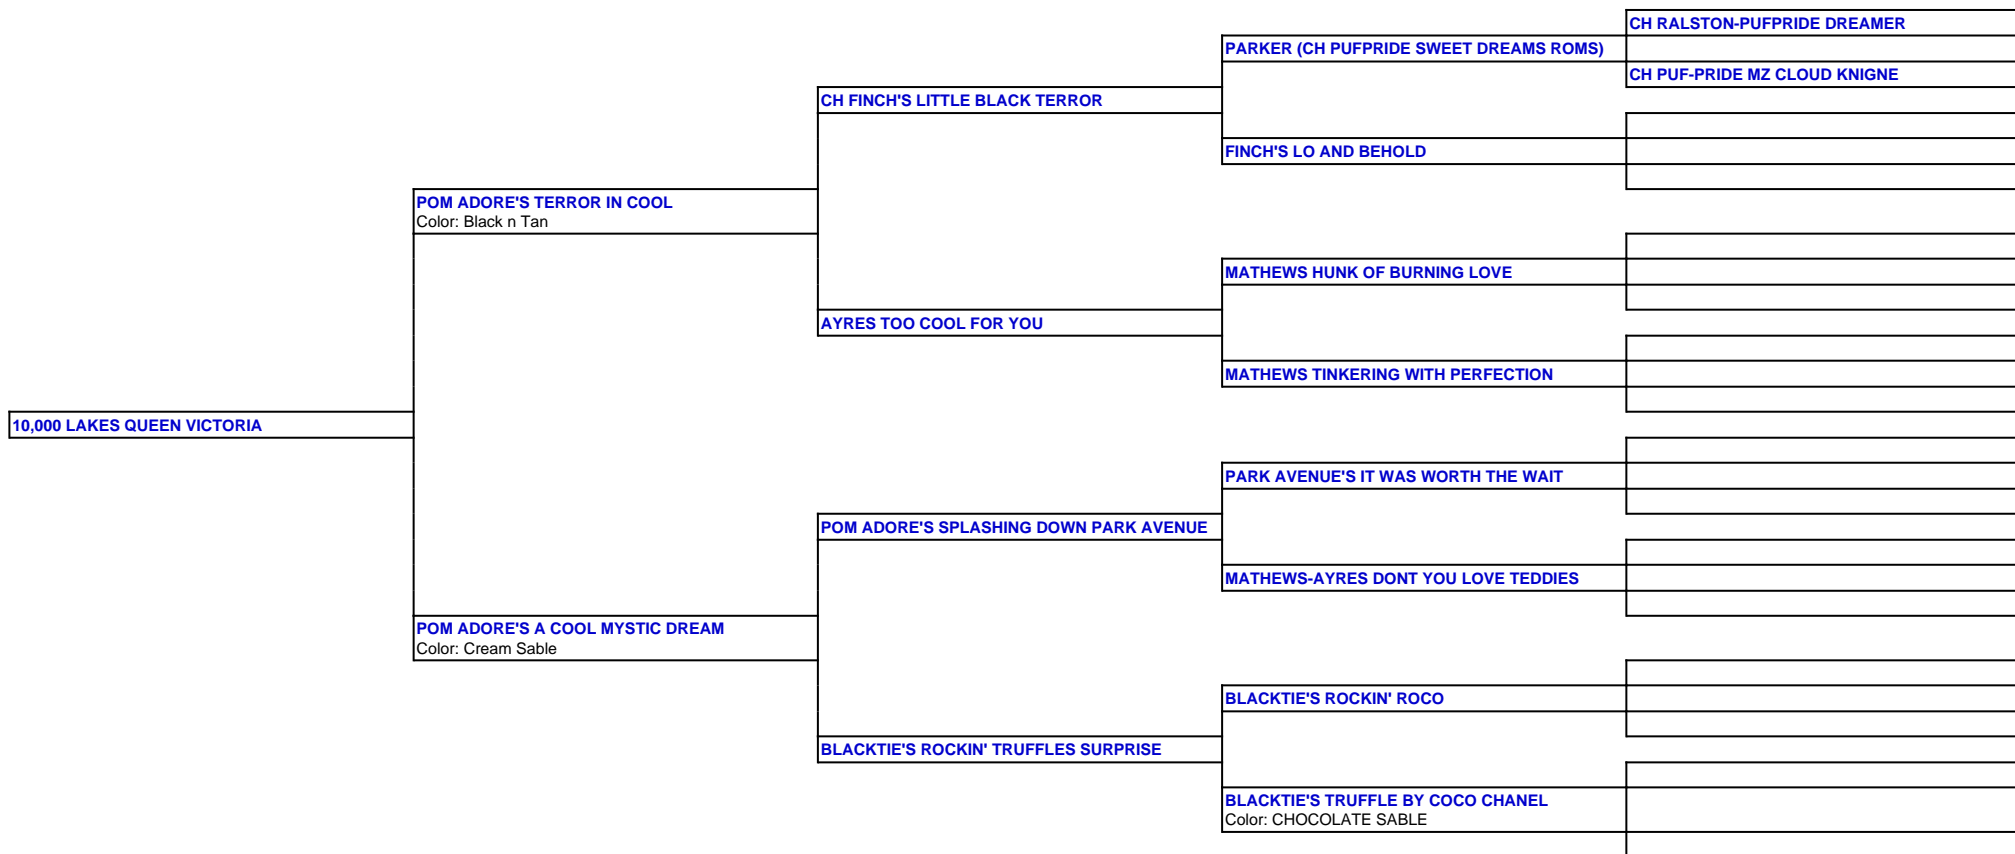 CH RALSTON-PUFPRIDE DREAMER
PARKER (CH PUFPRIDE SWEET DREAMS ROMS)
CH PUF-PRIDE MZ CLOUD KNIGNE
CH FINCH'S LITTLE BLACK TERROR
FINCH'S LO AND BEHOLD
POM ADORE'S TERROR IN COOL
Color: Black n Tan
MATHEWS HUNK OF BURNING LOVE
AYRES TOO COOL FOR YOU
MATHEWS TINKERING WITH PERFECTION
10,000 LAKES QUEEN VICTORIA
PARK AVENUE'S IT WAS WORTH THE WAIT
POM ADORE'S SPLASHING DOWN PARK AVENUE
MATHEWS-AYRES DONT YOU LOVE TEDDIES
POM ADORE'S A COOL MYSTIC DREAM
Color: Cream Sable
BLACKTIE'S ROCKIN' ROCO
BLACKTIE'S ROCKIN' TRUFFLES SURPRISE
BLACKTIE'S TRUFFLE BY COCO CHANEL
Color: CHOCOLATE SABLE